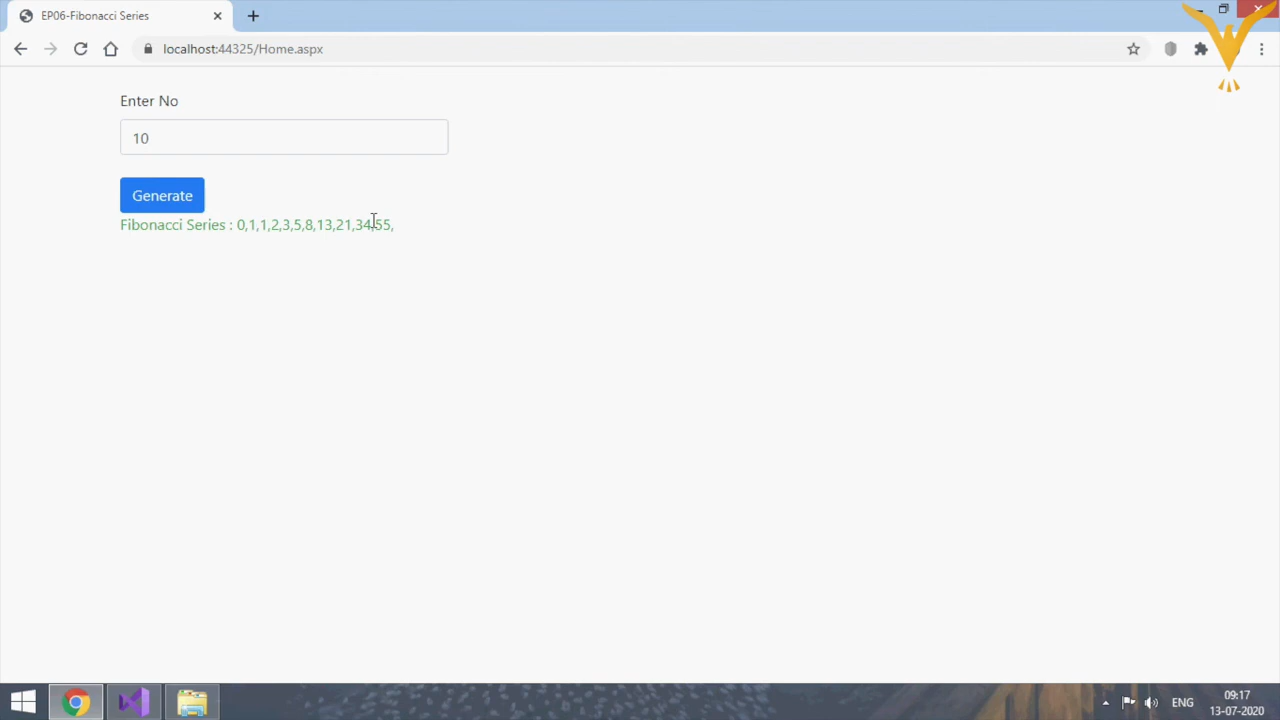 EP06-Fibonacci Series
localhost:44325/Home.aspx
Enter No
10
Generate
Fibonacci Series : 0,1,1,2,3,5,8,13,21,34,55,
09:17
ENG
13-07-2020